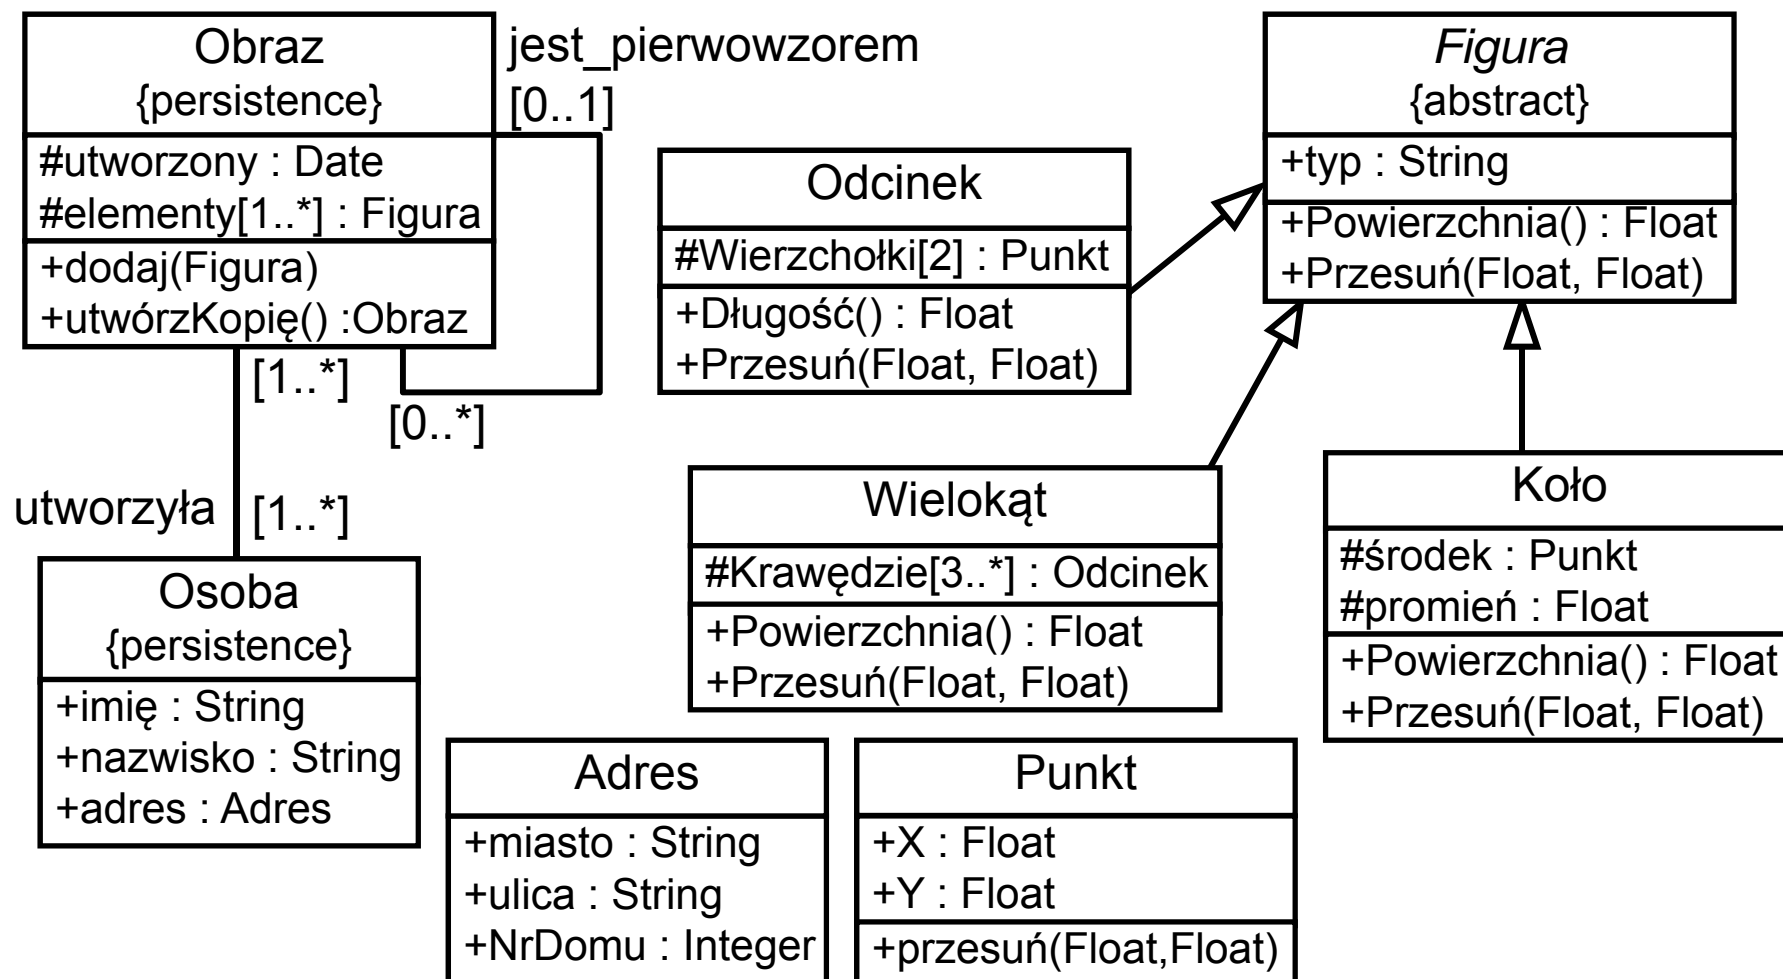 Obraz
{persistence}
#utworzony : Date
#elementy[1..*] : Figura
+dodaj(Figura)
+utwórzKopię() :Obraz
jest_pierwowzorem
[0..1]
[0..*]
[1..*]
utworzyła
[1..*]
Osoba
{persistence}
+imię : String
+nazwisko : String
+adres : Adres
Odcinek
#Wierzchołki[2] : Punkt
+Długość() : Float
+Przesuń(Float, Float)
Figura
{abstract}
+typ : String
+Powierzchnia() : Float
+Przesuń(Float, Float)
Wielokąt
#Krawędzie[3..*] : Odcinek
+Powierzchnia() : Float
+Przesuń(Float, Float)
Koło
#środek : Punkt
#promień : Float
+Powierzchnia() : Float
+Przesuń(Float, Float)
Adres
+miasto : String
+ulica : String
+NrDomu : Integer
Punkt
+X : Float
+Y : Float
+przesuń(Float,Float)